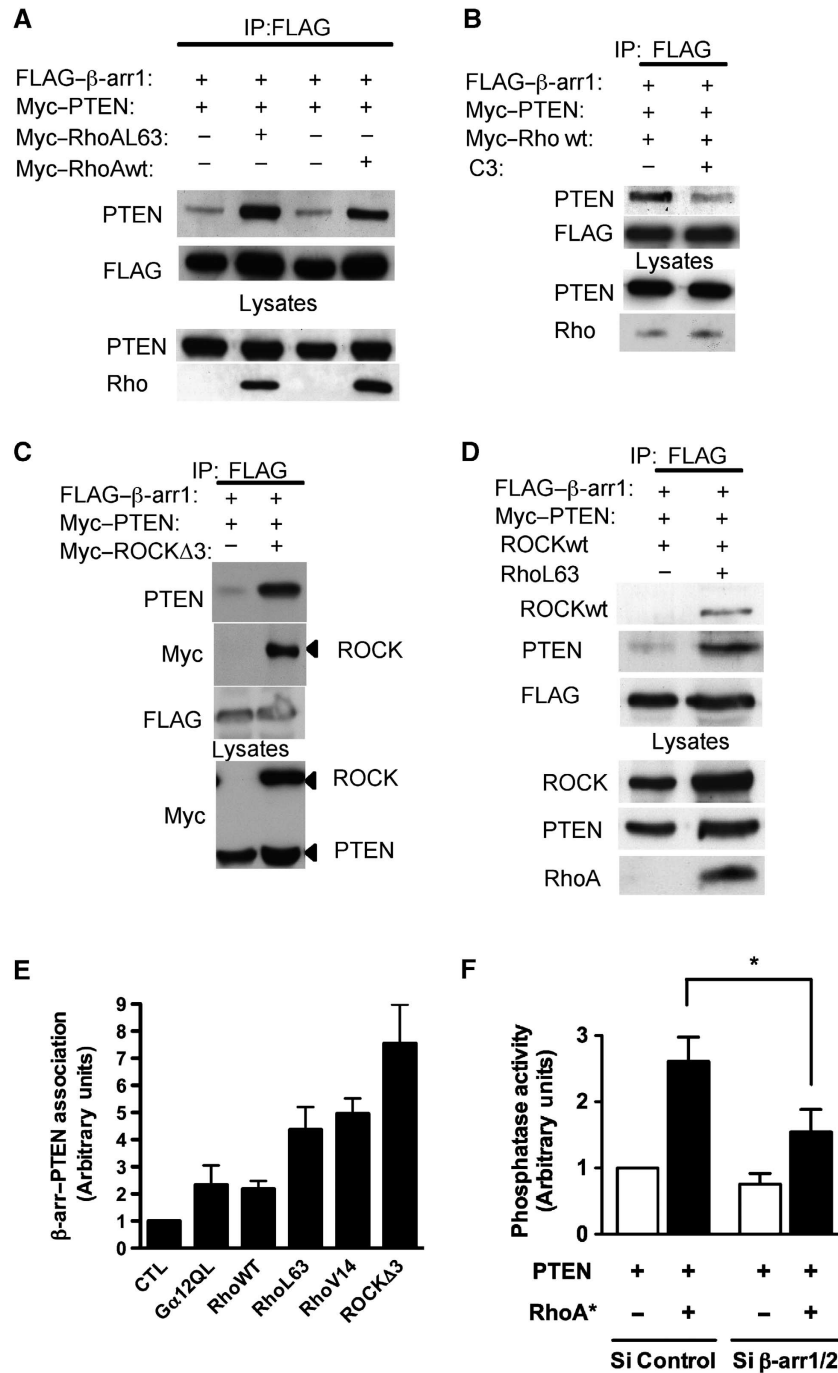 A
IP:FLAG
FLAG–β-arr1: + + + +
Myc–PTEN: + + + +
Myc–RhoAL63: – + – –
Myc–RhoAwt: – – – +
PTEN
FLAG
Lysates
PTEN
Rho
B
IP: FLAG
FLAG–β-arr1: + +
Myc–PTEN: + +
Myc–Rho wt: + +
C3: – +
PTEN
FLAG
Lysates
PTEN
Rho
C
IP: FLAG
FLAG–β-arr1: + +
Myc–PTEN: + +
Myc–ROCKΔ3: – +
PTEN
Myc ROCK
FLAG
Lysates
ROCK
Myc
PTEN
D
IP: FLAG
FLAG–β-arr1: + +
Myc–PTEN: + +
ROCKwt + +
RhoL63 – +
ROCKwt
PTEN
FLAG
Lysates
ROCK
PTEN
RhoA
E
β-arr–PTEN association
(Arbitrary units)
9
8
7
6
5
4
3
2
1
0
CTL
Gα12QL
RhoWT
RhoL63
RhoV14
ROCKΔ3
F
*
Phosphatase activity
(Arbitrary units)
3
2
1
0
PTEN + + + +
RhoA* – + – +
Si Control Si β-arr1/2